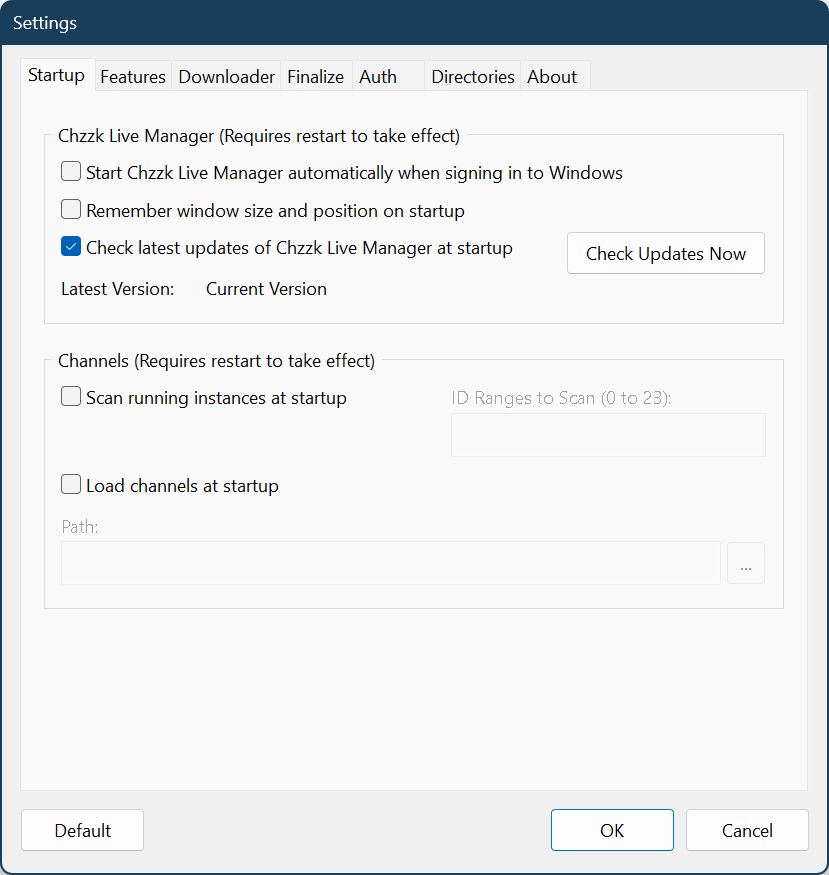 Settings
Startup Features Downloader Finalize Auth Directories About
Chzzk Live Manager (Requires restart to take effect)
Start Chzzk Live Manager automatically when signing in to Windows
Remember window size and position on startup
Check latest updates of Chzzk Live Manager at startup
Check Updates Now
Latest Version: Current Version
Channels (Requires restart to take effect)
Scan running instances at startup
ID Ranges to Scan (0 to 23):
Load channels at startup
Path:
...
Default OK Cancel